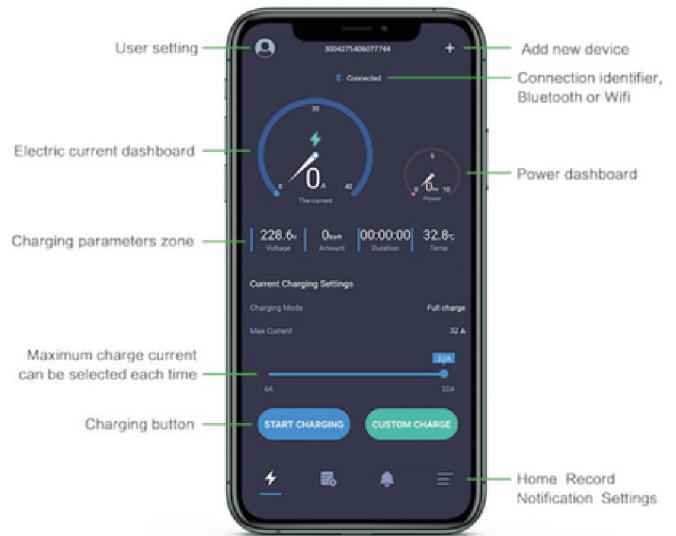 User setting
3004275406077744
+
Add new device
Connected
Connection identifier,
Bluetooth or Wifi
20
Electric current dashboard
0
40
0A
The current
5
0
10
0kw
Power
Power dashboard
Charging parameters zone
228.6v
Voltage
0kwh
Amount
00:00:00
Duration
32.8℃
Temp
Current Charging Settings
Charging Mode
Full charge
Max Current
32 A
Maximum charge current
can be selected each time
32A
6A
32A
Charging button
START CHARGING
CUSTOM CHARGE
Home Record
Notification Settings